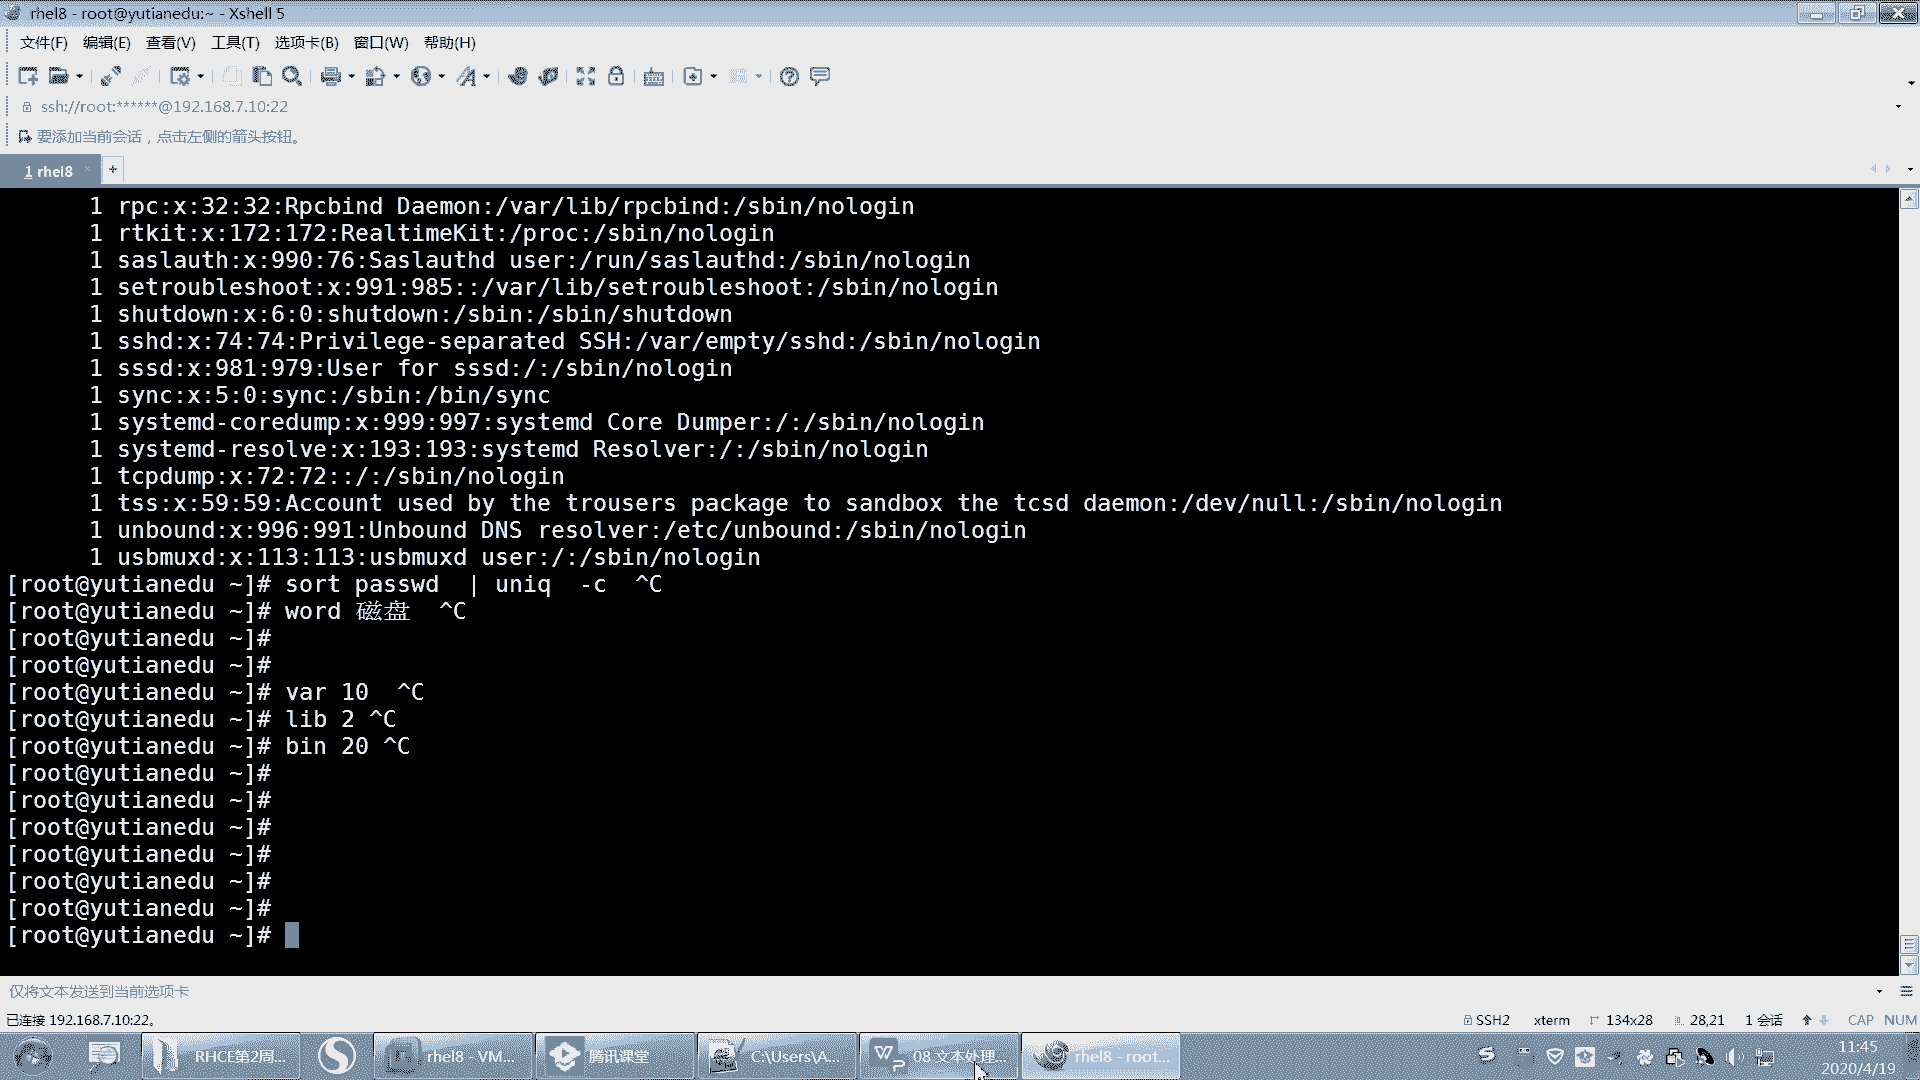 rhel8 - root@yutianedu:~ - Xshell 5
文件(F) 编辑(E) 查看(V) 工具(T) 选项卡(B) 窗口(W) 帮助(H)
ssh://root:******@192.168.7.10:22
要添加当前会话，点击左侧的箭头按钮。
1 rhel8
1 rpc:x:32:32:Rpcbind Daemon:/var/lib/rpcbind:/sbin/nologin
1 rtkit:x:172:172:RealtimeKit:/proc:/sbin/nologin
1 saslauth:x:990:76:Saslauthd user:/run/saslauthd:/sbin/nologin
1 setroubleshoot:x:991:985::/var/lib/setroubleshoot:/sbin/nologin
1 shutdown:x:6:0:shutdown:/sbin:/sbin/shutdown
1 sshd:x:74:74:Privilege-separated SSH:/var/empty/sshd:/sbin/nologin
1 sssd:x:981:979:User for sssd:/:/sbin/nologin
1 sync:x:5:0:sync:/sbin:/bin/sync
1 systemd-coredump:x:999:997:systemd Core Dumper:/:/sbin/nologin
1 systemd-resolve:x:193:193:systemd Resolver:/:/sbin/nologin
1 tcpdump:x:72:72::/:/sbin/nologin
1 tss:x:59:59:Account used by the trousers package to sandbox the tcsd daemon:/dev/null:/sbin/nologin
1 unbound:x:996:991:Unbound DNS resolver:/etc/unbound:/sbin/nologin
1 usbmuxd:x:113:113:usbmuxd user:/:/sbin/nologin
[root@yutianedu ~]# sort passwd  | uniq  -c  ^C
[root@yutianedu ~]# word 磁盘  ^C
[root@yutianedu ~]#
[root@yutianedu ~]#
[root@yutianedu ~]# var 10  ^C
[root@yutianedu ~]# lib 2 ^C
[root@yutianedu ~]# bin 20 ^C
[root@yutianedu ~]#
[root@yutianedu ~]#
[root@yutianedu ~]#
[root@yutianedu ~]#
[root@yutianedu ~]#
[root@yutianedu ~]#
[root@yutianedu ~]#
仅将文本发送到当前选项卡
已连接 192.168.7.10:22。 SSH2 xterm 134x28 28,21 1 会话 CAP NUM
RHCE第2周... rhel8 - VM... 腾讯课堂 C:\Users\A... 08 文本处理... rhel8 - root... 11:45
2020/4/19